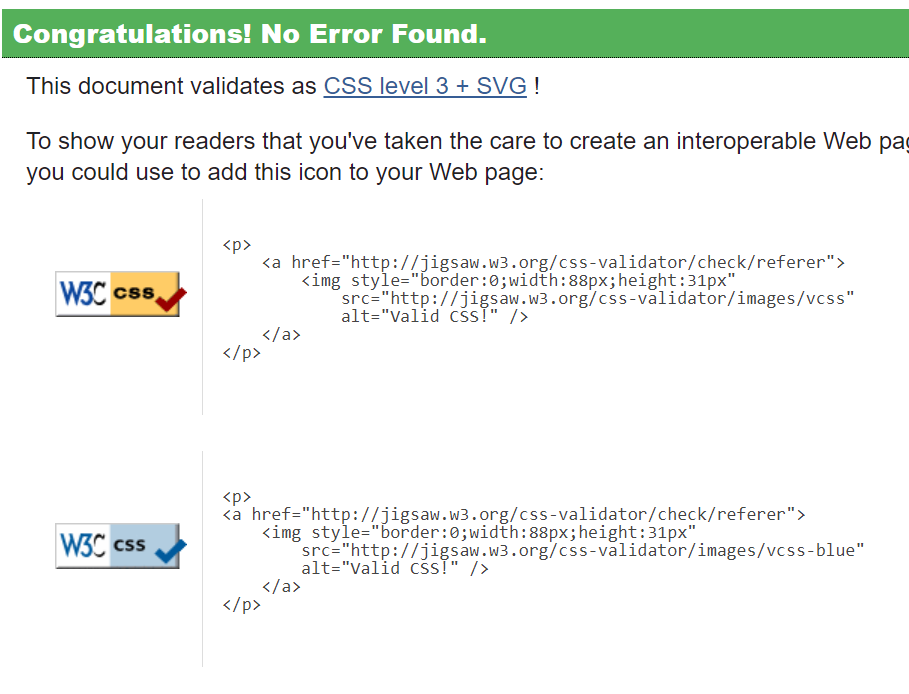 Congratulations! No Error Found.
This document validates as CSS level 3 + SVG !
To show your readers that you've taken the care to create an interoperable Web
you could use to add this icon to your Web page:
W3C css
<p>
<a href="http://jigsaw.w3.org/css-validator/check/referer">
<img style="border:0;width:88px;height:31px"
src="http://jigsaw.w3.org/css-validator/images/vcss"
alt="Valid CSS!" />
</a>
</p>
W3C css
<p>
<a href="http://jigsaw.w3.org/css-validator/check/referer">
<img style="border:0;width:88px;height:31px"
src="http://jigsaw.w3.org/css-validator/images/vcss-blue"
alt="Valid CSS!" />
</a>
</p>